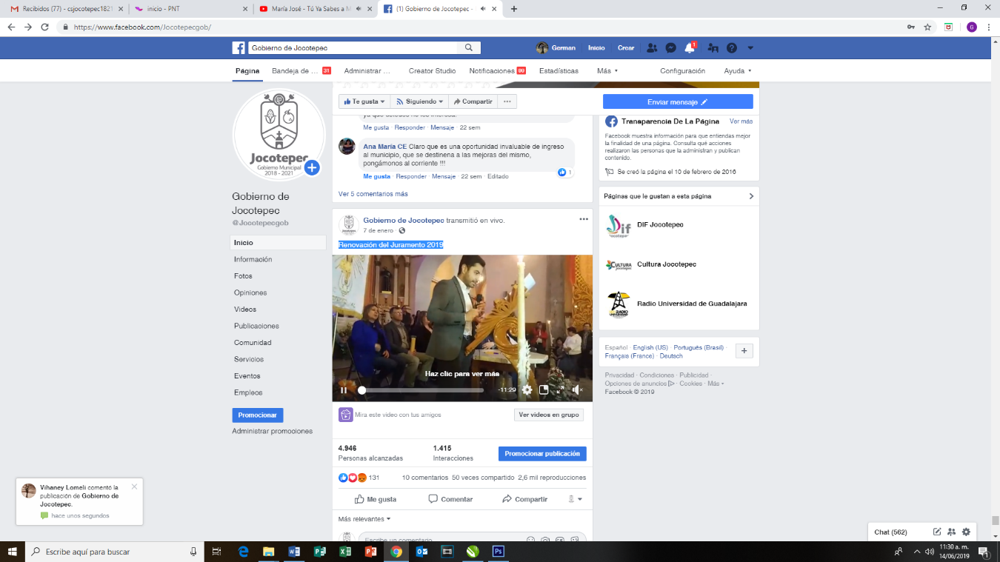 Recibidos (77) - csjocotepec1821
inicio - PNT
María José - Tú Ya Sabes a M
(1) Gobierno de Jocotepec -
https://www.facebook.com/Jocotepecgob/
G
Gobierno de Jocotepec
German Inicio Crear 1
Página Bandeja de ... 31 Administrar ... Creator Studio Notificaciones 99 Estadísticas Más Configuración Ayuda
Te gusta Siguiendo Compartir ...
Enviar mensaje
Jocotepec
Gobierno Municipal
2018 - 2021
Gobierno de
Jocotepec
@Jocotepecgob
Inicio
Información
Fotos
Opiniones
Videos
Publicaciones
Comunidad
Servicios
Eventos
Empleos
Promocionar
Administrar promociones
Me gusta · Responder · Mensaje · 22 sem
Ana María CE Claro que es una oportunidad invaluable de ingreso
al municipio, que se destinena a las mejoras del mismo,
pongámonos al corriente !!!
1
Me gusta · Responder · Mensaje · 22 sem · Editado
Ver 5 comentarios más
Gobierno de Jocotepec transmitió en vivo.
7 de enero ·
Renovación del Juramento 2019
Haz clic para ver más
-11:29
Mira este video con tus amigos
Ver videos en grupo
4.946
Personas alcanzadas
1.415
Interacciones
Promocionar publicación
131
10 comentarios 50 veces compartido 2,6 mil reproducciones
Me gusta Comentar Compartir
Más relevantes
Escribe un comentario
Transparencia De La Página Ver más
Facebook muestra información para que entiendas mejor
la finalidad de una página. Consulta qué acciones
realizaron las personas que la administran y publican
contenido.
Se creó la página el 10 de febrero de 2016
Páginas que le gustan a esta página
DIF Jocotepec
Cultura Jocotepec
Radio Universidad de Guadalajara
Español · English (US) · Português (Brasil) ·
Français (France) · Deutsch
Privacidad · Condiciones · Publicidad ·
Opciones de anuncios · Cookies · Más
Facebook © 2019
Vihaney Lomeli comentó la
publicación de Gobierno de
Jocotepec.
hace unos segundos
Chat (562)
Escribe aquí para buscar
11:30 a. m.
14/06/2019
1